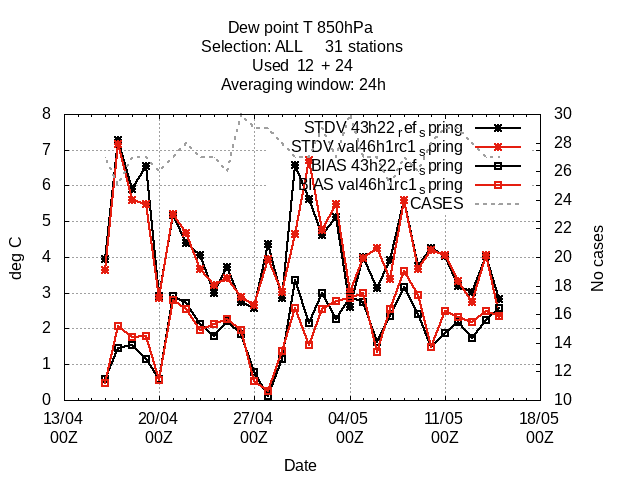 Dew point T 850hPa
Selection: ALL 31 stations
Used 12 + 24
Averaging window: 24h
STDV 43h22_ref_spring
STDV val46h1rc1_spring
BIAS 43h22_ref_spring
BIAS val46h1rc1_spring
CASES
deg C
8
7
6
5
4
3
2
1
0
No cases
30
28
26
24
22
20
18
16
14
12
10
13/04 20/04 27/04 04/05 11/05 18/05
00Z 00Z 00Z 00Z 00Z 00Z
Date